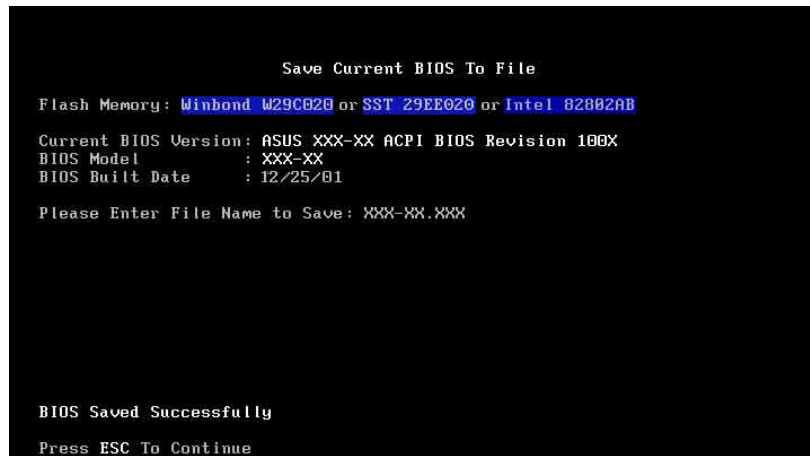 Save Current BIOS To File
Flash Memory: Winbond W29C020 or SST 29EE020 or Intel 82802AB
Current BIOS Version: ASUS XXX-XX ACPI BIOS Revision 100X
BIOS Model : XXX-XX
BIOS Built Date : 12/25/01
Please Enter File Name to Save: XXX-XX.XXX
BIOS Saved Successfully
Press ESC To Continue